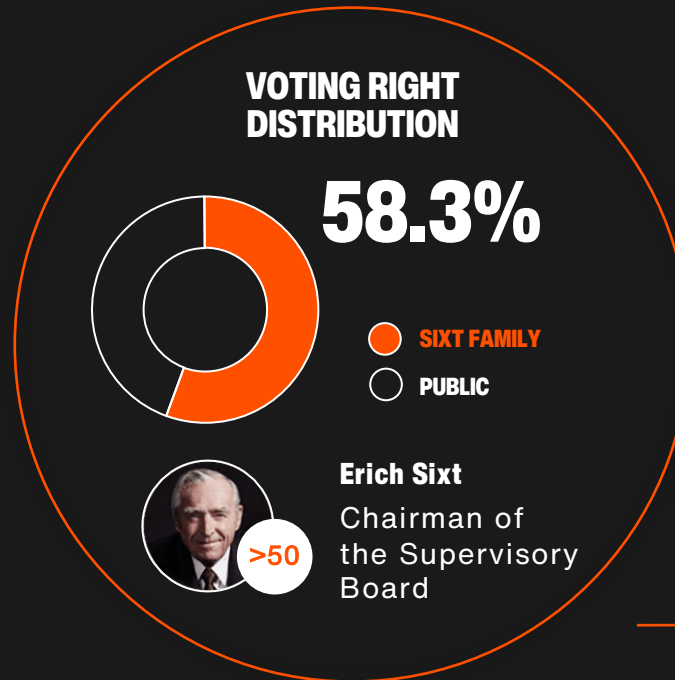 VOTING RIGHT
DISTRIBUTION
58.3%
SIXT FAMILY
PUBLIC
>50
Erich Sixt
Chairman of
the Supervisory
Board